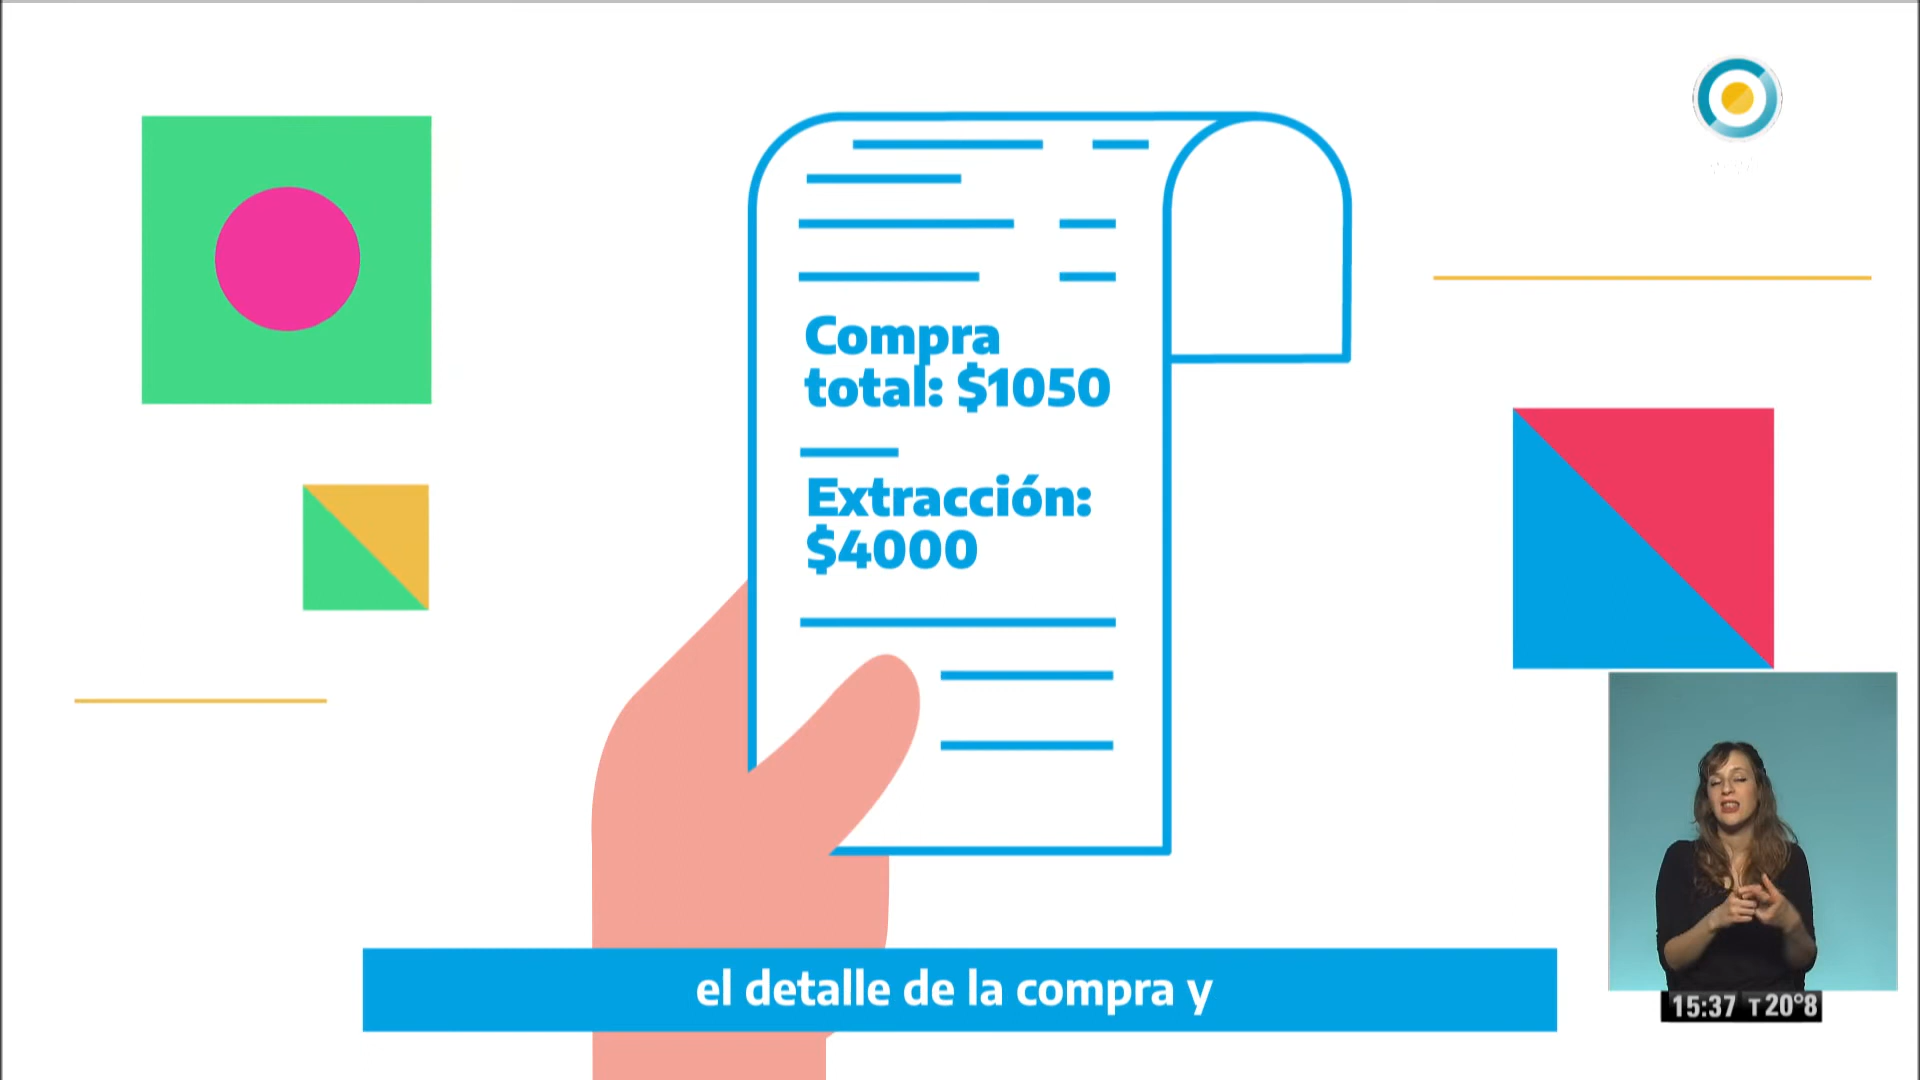 Compra
total: $1050
Extracción:
$4000
el detalle de la compra y
15:37 T 20°8